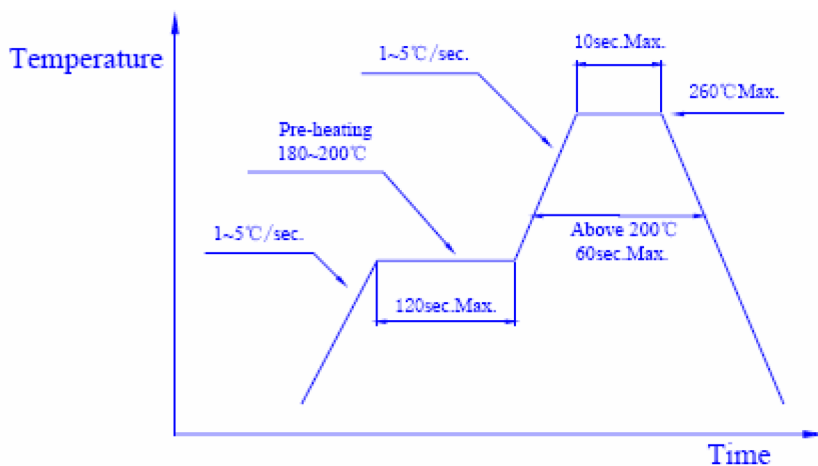 10sec.Max.
1~5℃/sec.
Temperature
260℃Max.
Pre-heating
180~200℃
Above 200℃
60sec.Max.
1~5℃/sec.
120sec.Max.
Time